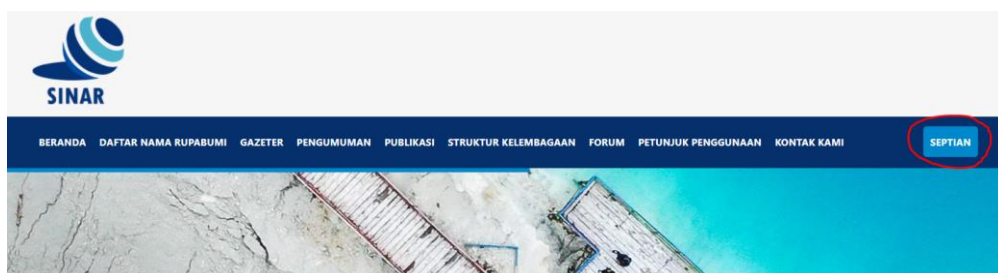 SINAR
BERANDA DAFTAR NAMA RUPABUMI GAZETER PENGUMUMAN PUBLIKASI STRUKTUR KELEMBAGAAN FORUM PETUNJUK PENGGUNAAN KONTAK KAMI SEPTIAN